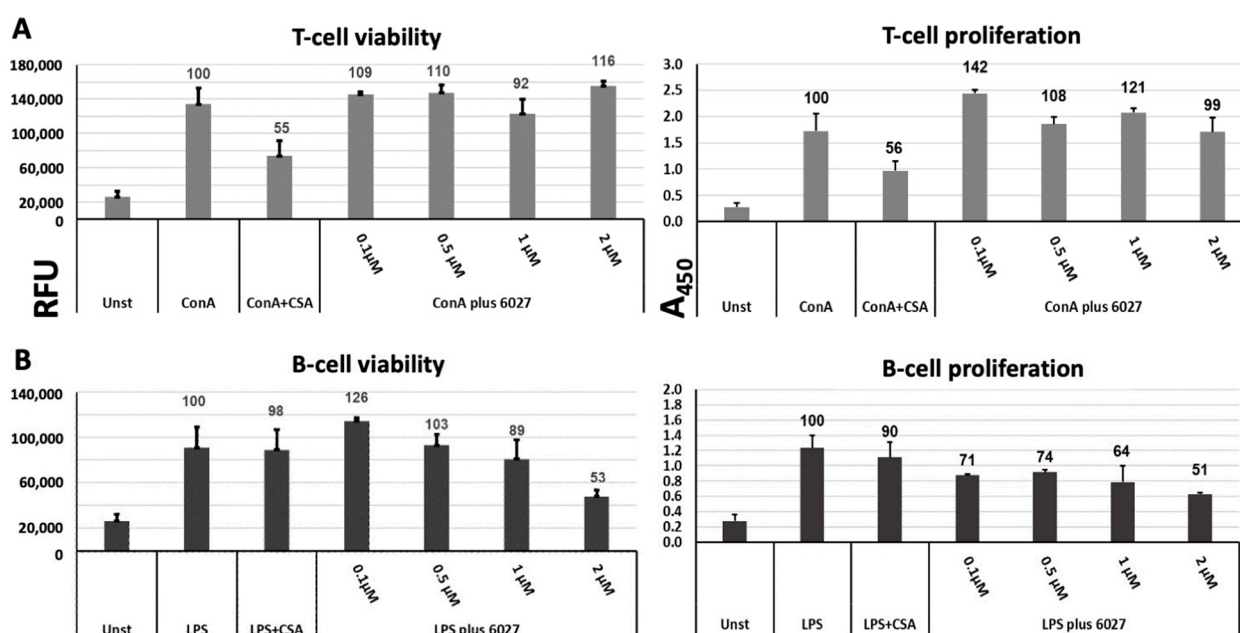 A
T-cell viability
180,000
140,000
100,000
60,000
20,000
0
RFU
100
55
109
110
92
116
0.1µM
0.5 µM
1 µM
2 µM
Unst
ConA
ConA+CSA
ConA plus 6027
T-cell proliferation
3.0
2.5
2.0
1.5
1.0
0.5
0.0
A450
100
56
142
108
121
99
0.1µM
0.5 µM
1 µM
2 µM
Unst
ConA
ConA+CSA
ConA plus 6027
B
B-cell viability
140,000
100,000
60,000
20,000
0
100
98
126
103
89
53
0.1µM
0.5 µM
1 µM
2 µM
Unst
LPS
LPS+CSA
LPS plus 6027
B-cell proliferation
2.0
1.8
1.6
1.4
1.2
1.0
0.8
0.6
0.4
0.2
0.0
100
90
71
74
64
51
0.1µM
0.5 µM
1 µM
2 µM
Unst
LPS
LPS+CSA
LPS plus 6027